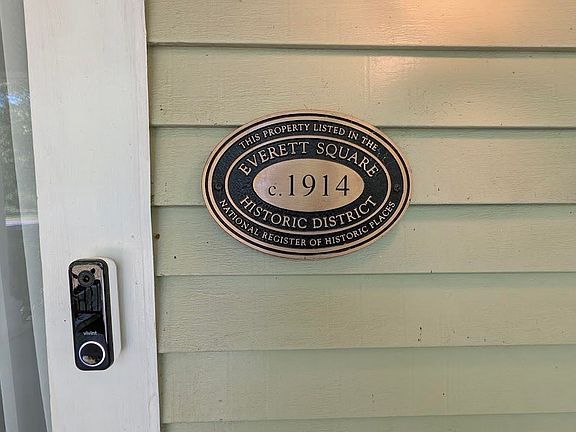 THIS PROPERTY LISTED IN THE
EVERETT SQUARE
c. 1914
HISTORIC DISTRICT
NATIONAL REGISTER OF HISTORIC PLACES
vivint